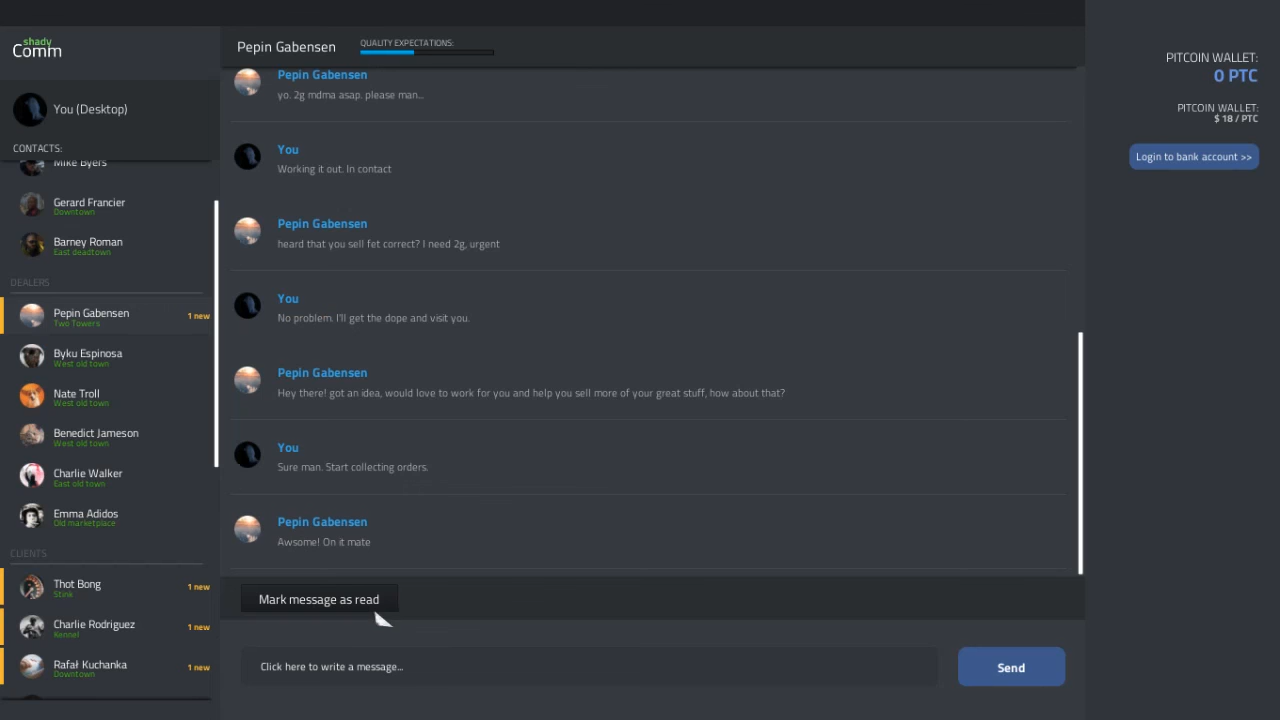 shady
Comm
You (Desktop)
CONTACTS:
Mike Byers
Gerard Francier
Downtown
Barney Roman
East deadtown
DEALERS
Pepin Gabensen
Two Towers
1 new
Byku Espinosa
West old town
Nate Troll
West old town
Benedict Jameson
West old town
Charlie Walker
East old town
Emma Adidos
Old marketplace
CLIENTS
Thot Bong
Stink
1 new
Charlie Rodriguez
Kennel
1 new
Rafał Kuchanka
Downtown
1 new
Pepin Gabensen
QUALITY EXPECTATIONS:
Pepin Gabensen
yo. 2g mdma asap. please man...
You
Working it out. In contact
Pepin Gabensen
heard that you sell fet correct? I need 2g, urgent
You
No problem. I'll get the dope and visit you.
Pepin Gabensen
Hey there! got an idea, would love to work for you and help you sell more of your great stuff, how about that?
You
Sure man. Start collecting orders.
Pepin Gabensen
Awsome! On it mate
Mark message as read
Click here to write a message...
Send
PITCOIN WALLET:
0 PTC
PITCOIN WALLET:
$ 18 / PTC
Login to bank account >>